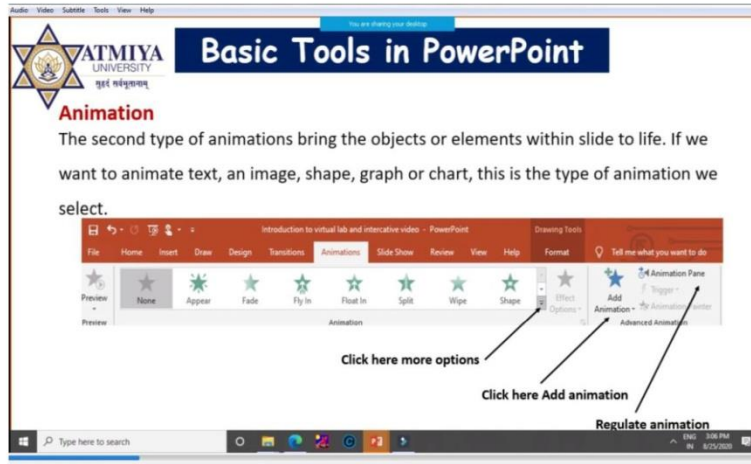 Audio Video Subtitle Tools View Help
You are sharing your desktop
ATMIYA
UNIVERSITY
सुहृदं सर्वभूतानाम्
Basic Tools in PowerPoint
Animation
The second type of animations bring the objects or elements within slide to life. If we
want to animate text, an image, shape, graph or chart, this is the type of animation we
select.
Introduction to virtual lab and intercative video - PowerPoint
Drawing Tools
File Home Insert Draw Design Transitions Animations Slide Show Review View Help Format Tell me what you want to do
Preview None Appear Fade Fly In Float In Split Wipe Shape Effect Options Add Animation Animation Pane
Trigger
Animation Painter
Preview Animation Advanced Animation
Click here more options
Click here Add animation
Regulate animation
Type here to search
ENG 3:06 PM
IN 8/25/2020